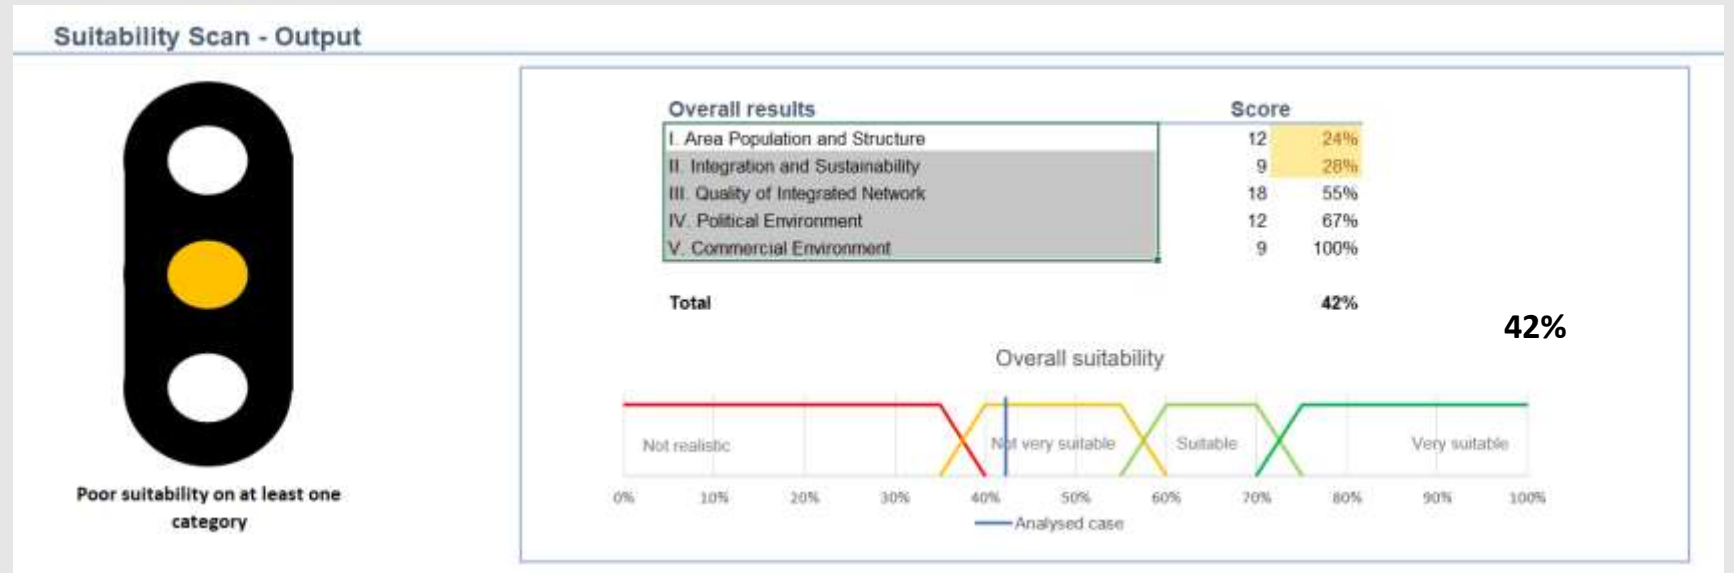 Suitability Scan - Output
Poor suitability on at least one
category
Overall results Score
I. Area Population and Structure 12 24%
II. Integration and Sustainability 9 28%
III. Quality of Integrated Network 18 55%
IV. Political Environment 12 67%
V. Commercial Environment 9 100%
Total 42%
42%
Overall suitability
Not realistic Not very suitable Suitable Very suitable
0% 10% 20% 30% 40% 50% 60% 70% 80% 90% 100%
Analysed case